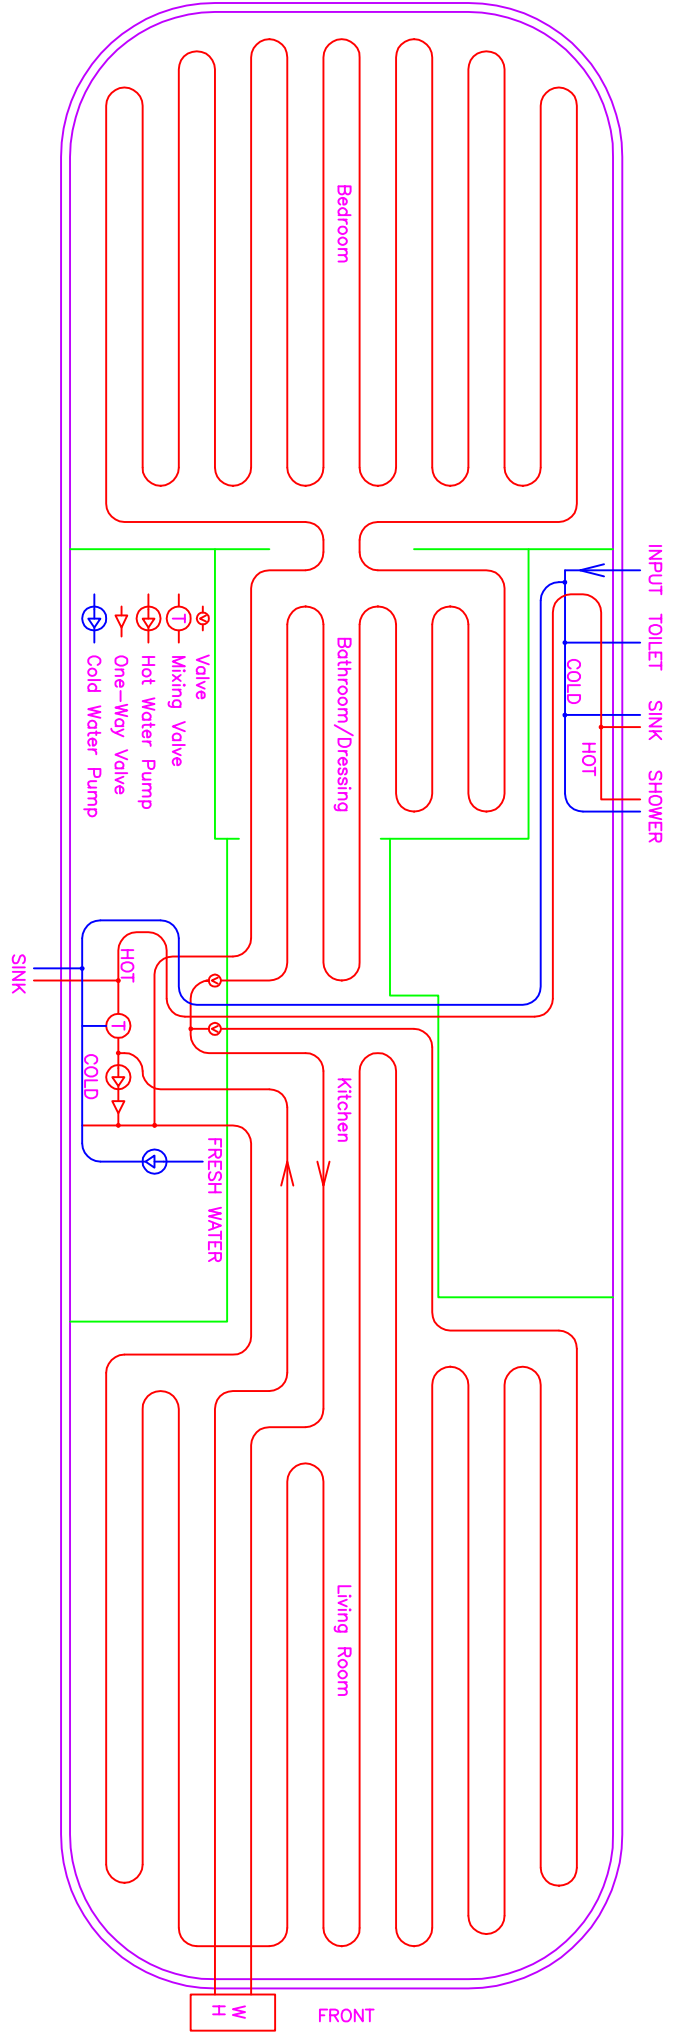 Bedroom
INPUT
TOILET
SINK
SHOWER
COLD
HOT
Bathroom/Dressing
Valve
Mixing Valve
Hot Water Pump
One-Way Valve
Cold Water Pump
T
SINK
HOT
T
COLD
Kitchen
FRESH WATER
Living Room
W
H
FRONT